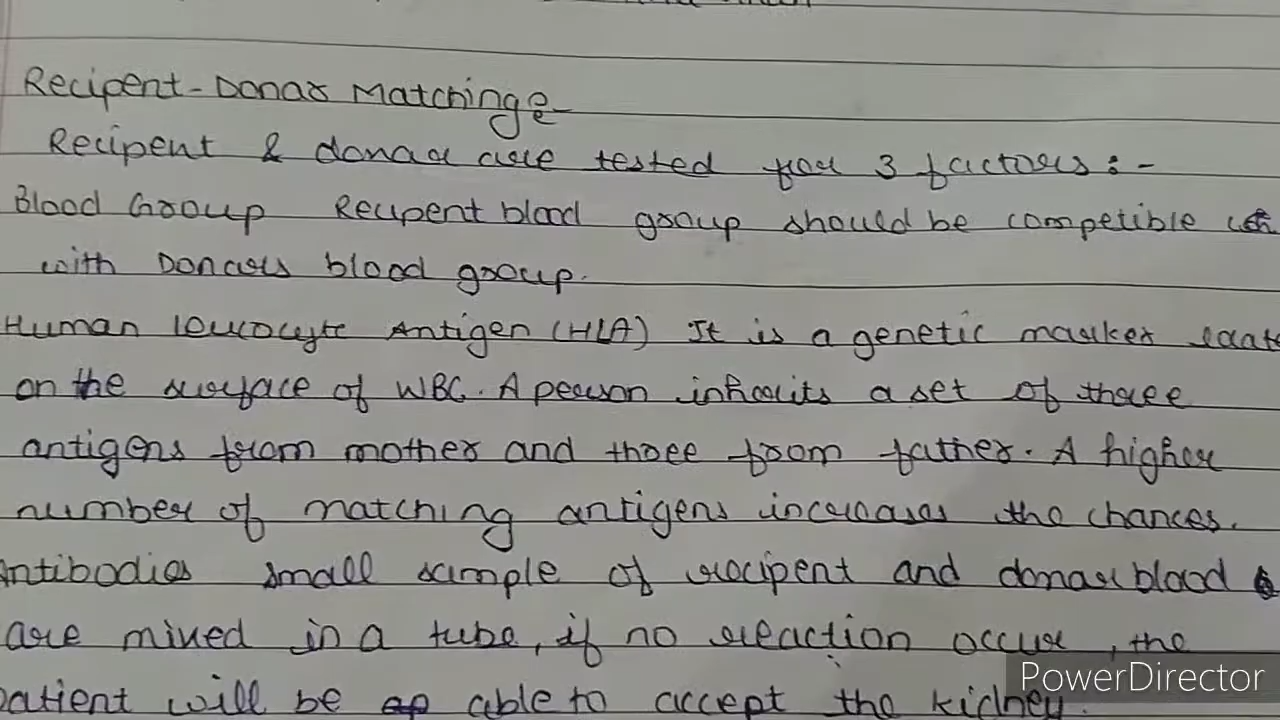 Recipent - Donar Matching :-
Recipent & donar are tested for 3 factors :-
Blood Group Recipent blood group should be competible
with Donars blood group.
Human leucocyte Antigen (HLA) It is a genetic marker locate
on the surface of WBC. A person inherits a set of three
antigens from mother and three from father. A higher
number of matching antigens increases the chances.
Antibodies small sample of recipent and donar blood
are mixed in a tube, if no reaction occur, the
patient will be able to accept the kidney.
PowerDirector